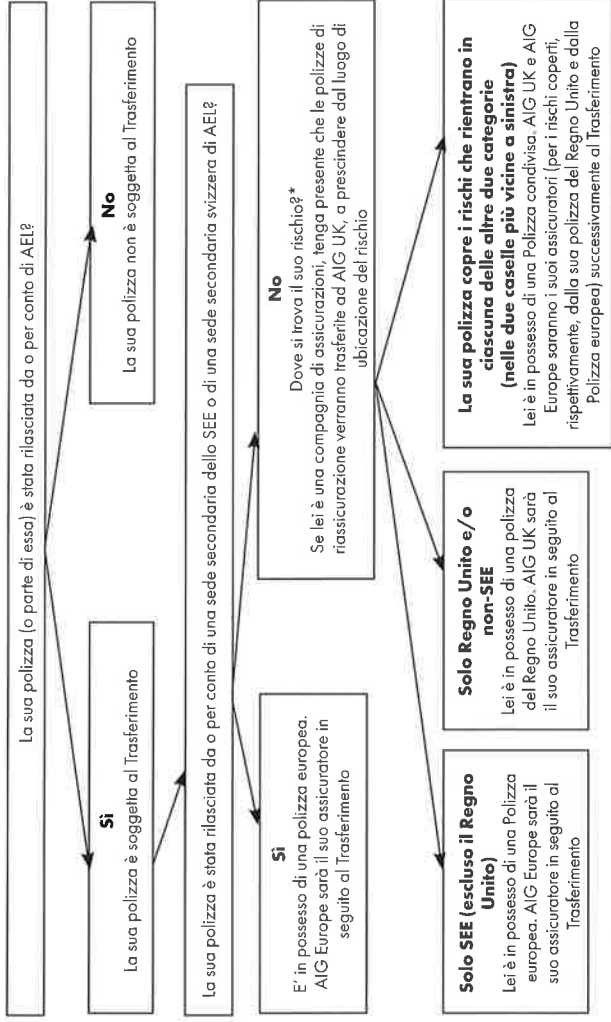 La sua polizza (o parte di essa) è stata rilasciata da o per conto di AEL?
Sì
La sua polizza è soggetta al Trasferimento
No
La sua polizza non è soggetta al Trasferimento
La sua polizza è stata rilasciata da o per conto di una sede secondaria dello SEE o di una sede secondaria svizzera di AEL?
Sì
E' in possesso di una polizza europea.
AIG Europe sarà il suo assicuratore in
seguito al Trasferimento
No
Dove si trova il suo rischio?*
Se lei è una compagnia di assicurazioni, tenga presente che le polizze di
riassicurazione verranno trasferite ad AIG UK, a prescindere dal luogo di
ubicazione del rischio
Solo SEE (escluso il Regno
Unito)
Lei è in possesso di una Polizza
europea. AIG Europe sarà il
suo assicuratore in seguito al
Trasferimento
Solo Regno Unito e/o
non-SEE
Lei è in possesso di una polizza
del Regno Unito. AIG UK sarà
il suo assicuratore in seguito al
Trasferimento
La sua polizza copre i rischi che rientrano in
ciascuna delle altre due categorie
(nelle due caselle più vicine a sinistra)
Lei è in possesso di una Polizza condivisa. AIG UK e AIG
Europe saranno i suoi assicuratori (per i rischi coperti,
rispettivamente, dalla sua polizza del Regno Unito e dalla
Polizza europea) successivamente al Trasferimento